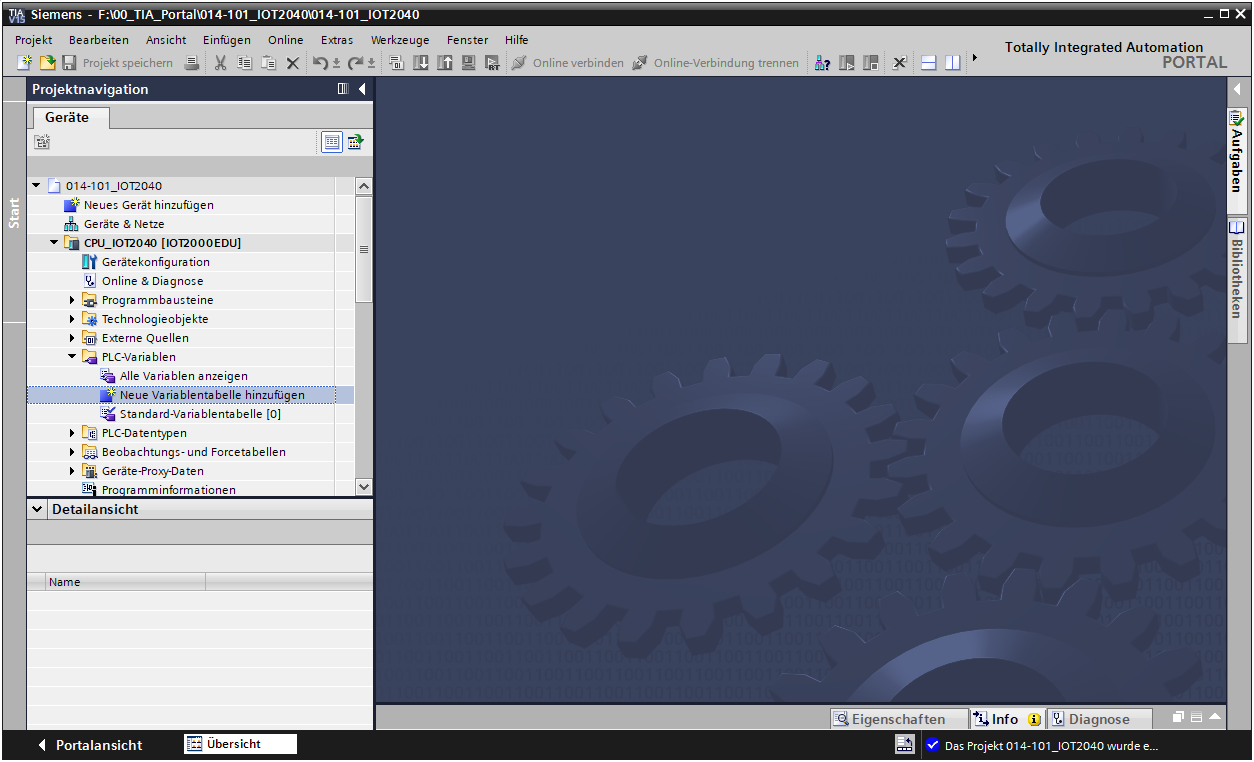 TIA V15 Siemens - F:\00_TIA_Portal\014-101_IOT2040\014-101_IOT2040
Projekt Bearbeiten Ansicht Einfügen Online Extras Werkzeuge Fenster Hilfe
Totally Integrated Automation
PORTAL
Projekt speichern Online verbinden Online-Verbindung trennen
Projektnavigation
Geräte
Start
014-101_IOT2040
Neues Gerät hinzufügen
Geräte & Netze
CPU_IOT2040 [IOT2000EDU]
Gerätekonfiguration
Online & Diagnose
Programmbausteine
Technologieobjekte
Externe Quellen
PLC-Variablen
Alle Variablen anzeigen
Neue Variablentabelle hinzufügen
Standard-Variablentabelle [0]
PLC-Datentypen
Beobachtungs- und Forcetabellen
Geräte-Proxy-Daten
Programminformationen
Detailansicht
Name
Aufgaben
Bibliotheken
Eigenschaften Info Diagnose
Portalansicht Übersicht Das Projekt 014-101_IOT2040 wurde e...